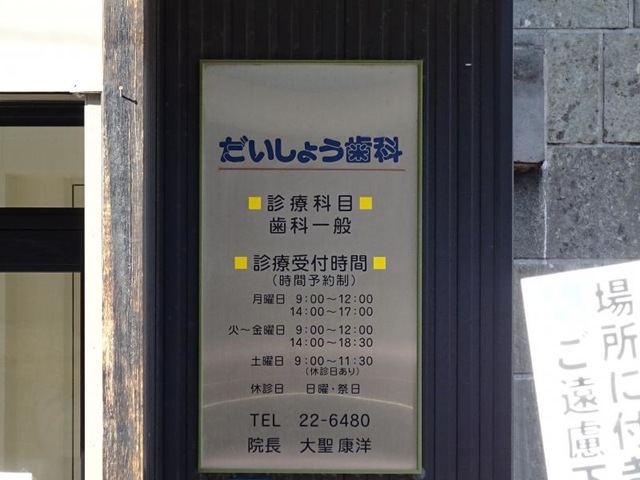 だいしょう歯科
■診療科目■
歯科一般
■診療受付時間■
（時間予約制）
月曜日 9:00～12:00
14:00～17:00
火～金曜日 9:00～12:00
14:00～18:30
土曜日 9:00～11:30
（休診日あり）
休診日 日曜・祭日
TEL 22-6480
院長 大聖 康洋
場所に付き
ご遠慮下